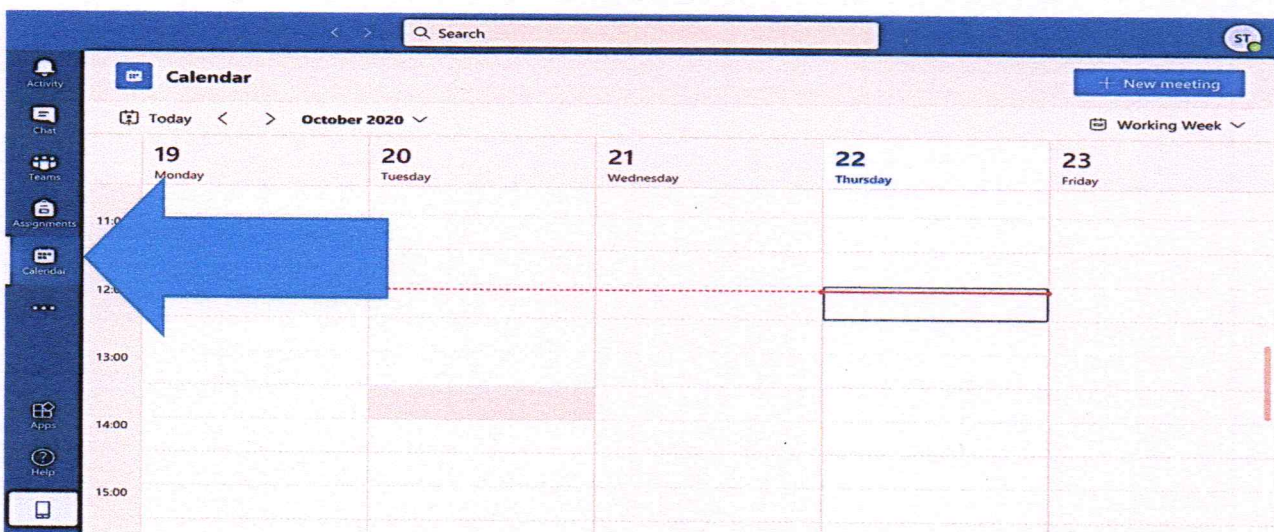 Search
ST
Activity
Calendar
+ New meeting
Chat
Today < > October 2020
Working Week
Teams
19 20 21 22 23
Monday Tuesday Wednesday Thursday Friday
Assignments
Calendar
13:00
Apps
14:00
Help
15:00